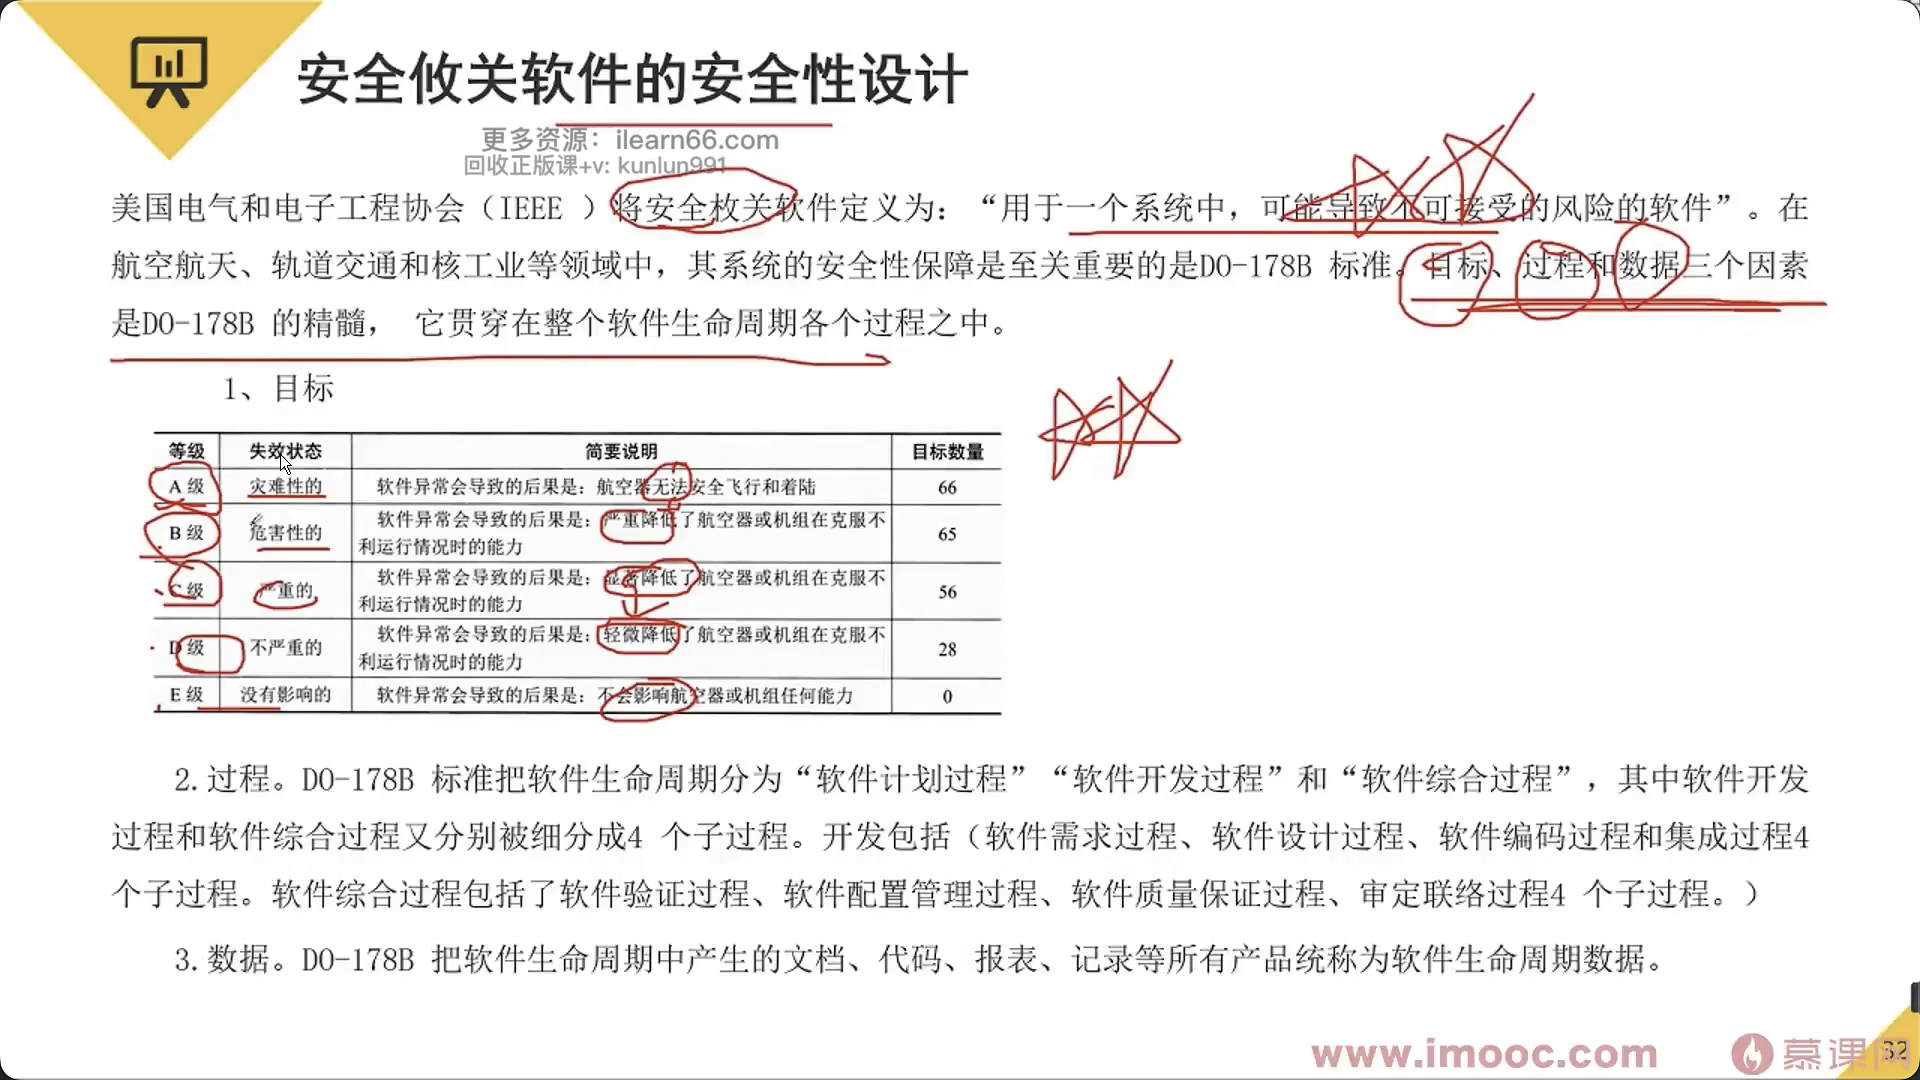 安全攸关软件的安全性设计
更多资源：ilearn66.com
回收正版课+v: kunlun991
美国电气和电子工程协会（IEEE ）将安全枚关软件定义为：“用于一个系统中，可能导致不可接受的风险的软件”。在
航空航天、轨道交通和核工业等领域中，其系统的安全性保障是至关重要的是DO-178B 标准。目标、过程和数据三个因素
是DO-178B 的精髓， 它贯穿在整个软件生命周期各个过程之中。
1、目标
等级 失效状态 简要说明 目标数量
A 级 灾难性的 软件异常会导致的后果是：航空器无法安全飞行和着陆 66
B 级 危害性的 软件异常会导致的后果是：严重降低了航空器或机组在克服不
利运行情况时的能力 65
C 级 严重的 软件异常会导致的后果是：显著降低了航空器或机组在克服不
利运行情况时的能力 56
D 级 不严重的 软件异常会导致的后果是：轻微降低了航空器或机组在克服不
利运行情况时的能力 28
E 级 没有影响的 软件异常会导致的后果是：不会影响航空器或机组任何能力 0
2.过程。DO-178B 标准把软件生命周期分为“软件计划过程”“软件开发过程”和“软件综合过程”，其中软件开发
过程和软件综合过程又分别被细分成4 个子过程。开发包括（软件需求过程、软件设计过程、软件编码过程和集成过程4
个子过程。软件综合过程包括了软件验证过程、软件配置管理过程、软件质量保证过程、审定联络过程4 个子过程。）
3.数据。DO-178B 把软件生命周期中产生的文档、代码、报表、记录等所有产品统称为软件生命周期数据。
www.imooc.com 慕课网
32